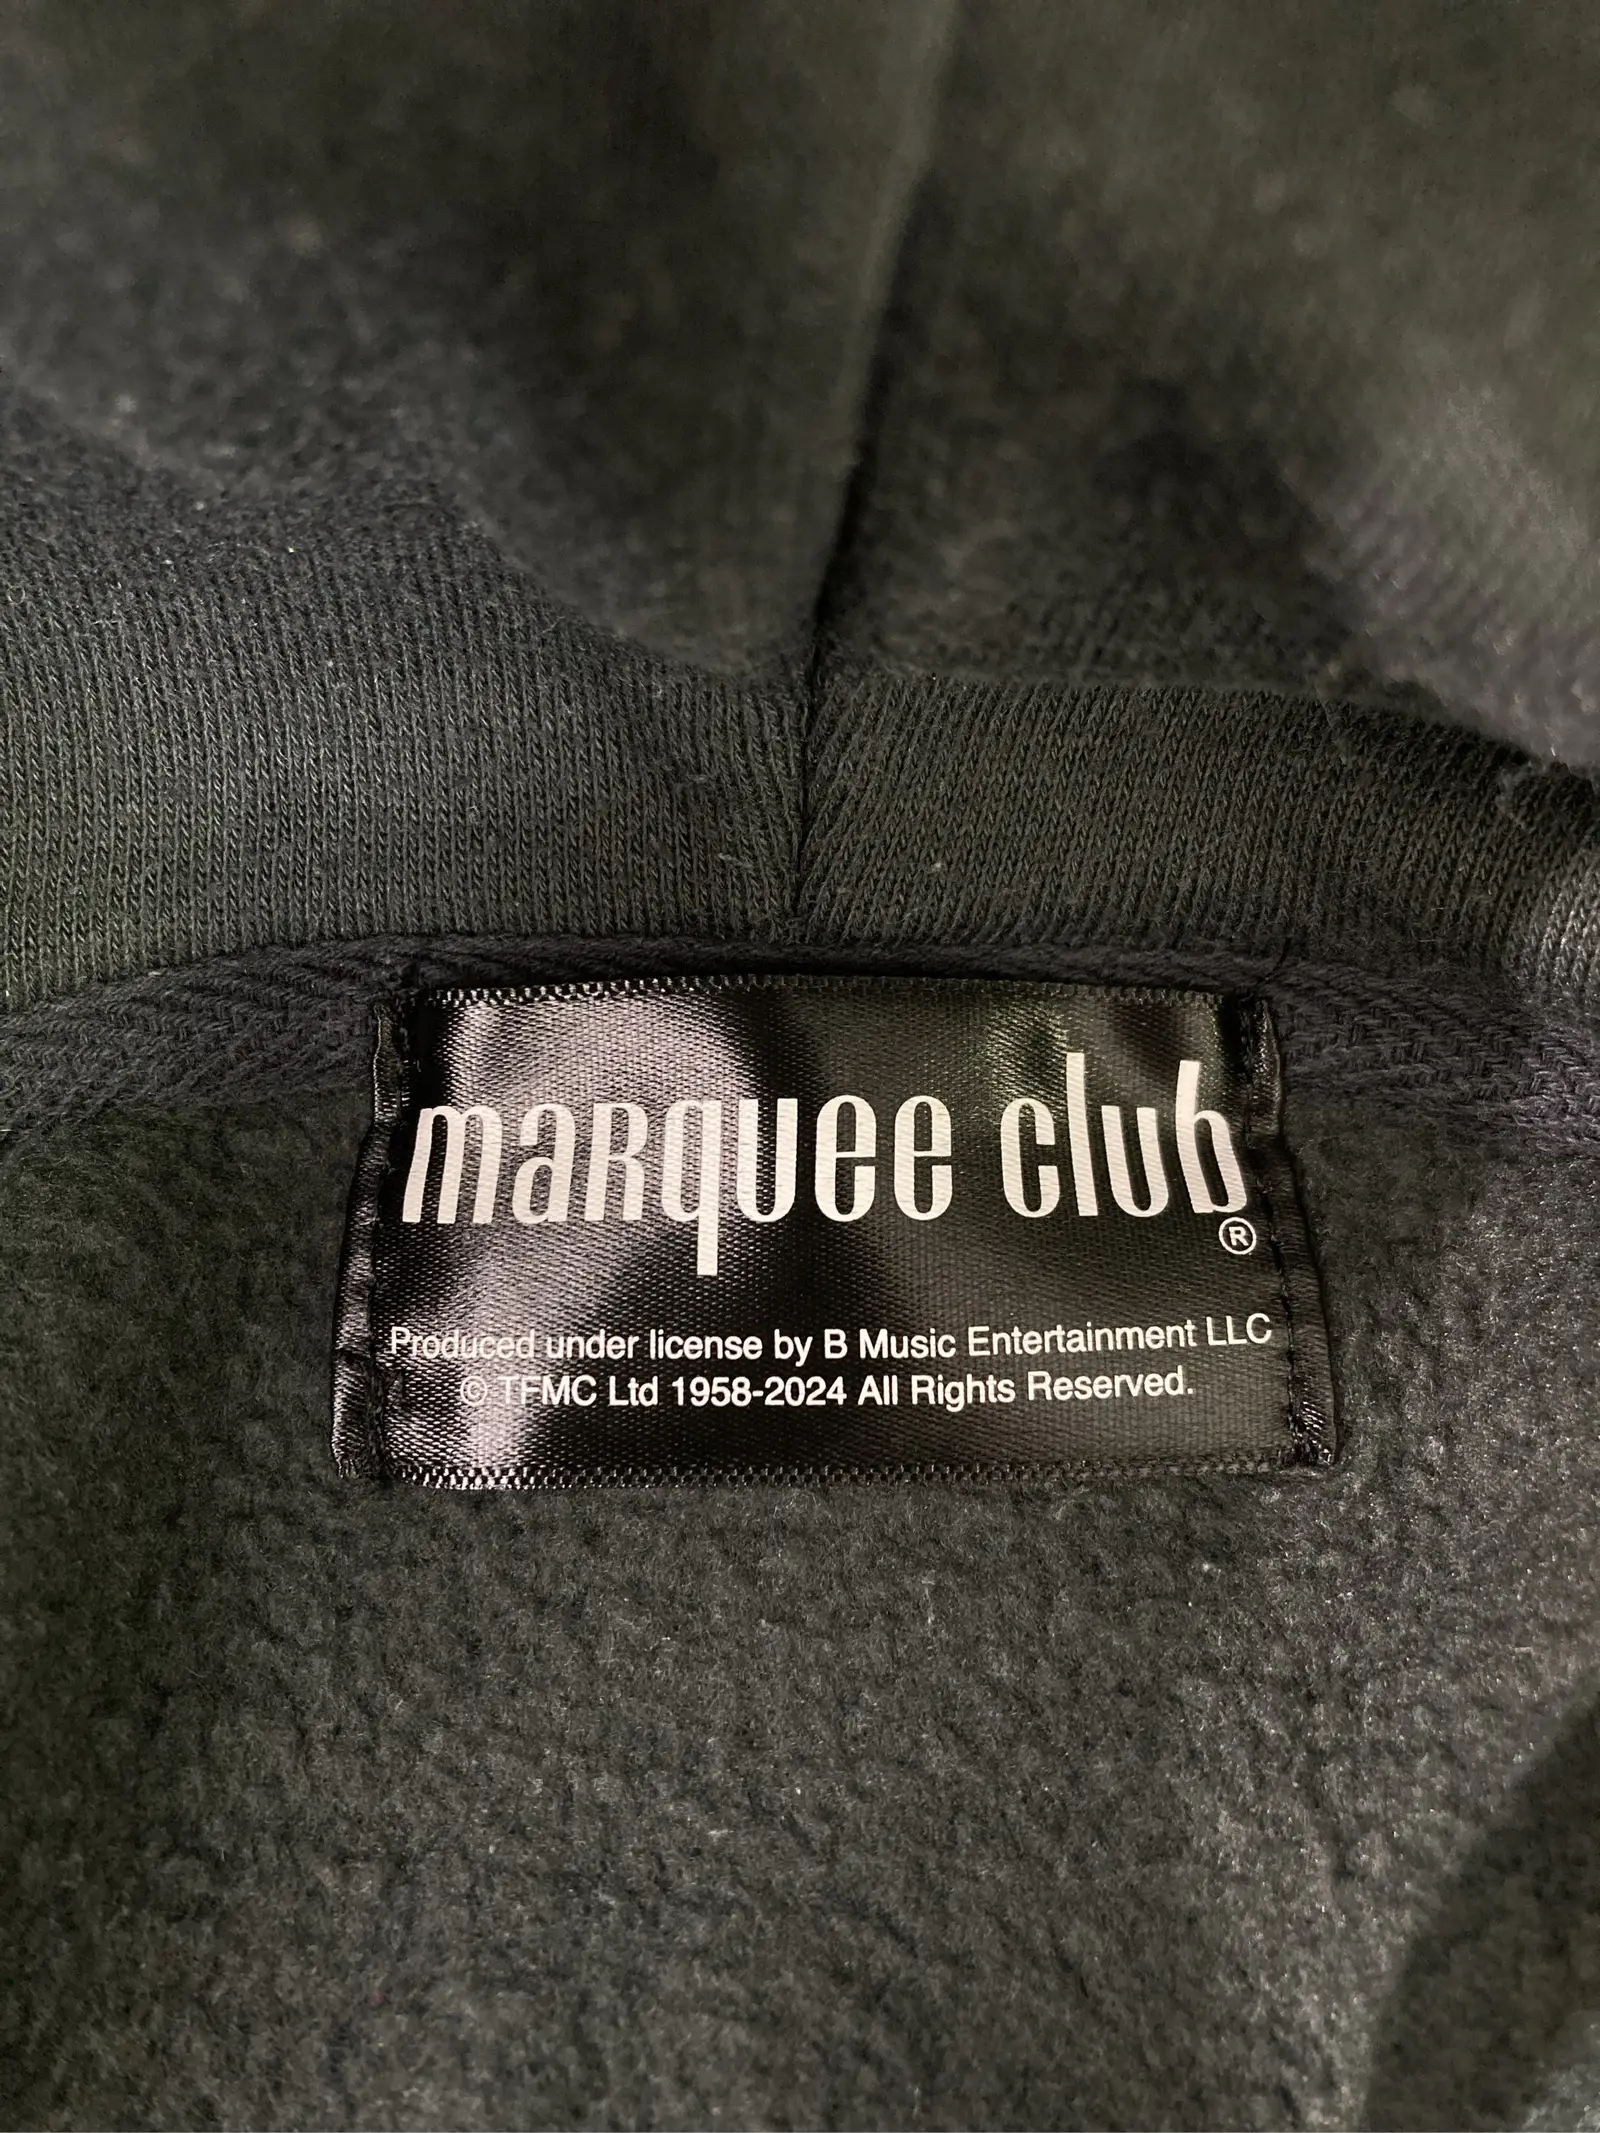 marquee club
®
Produced under license by B Music Entertainment LLC
© TFMC Ltd 1958-2024 All Rights Reserved.